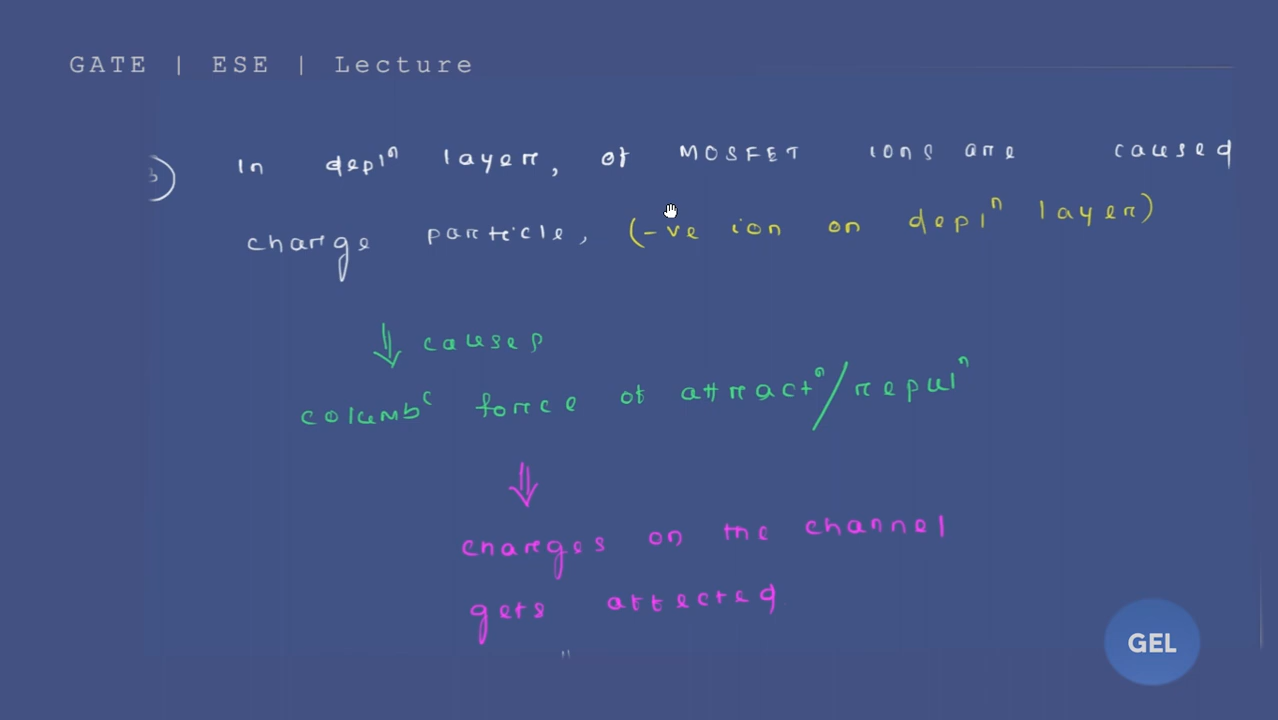 GATE | ESE | Lecture
In deplⁿ layer, of MOSFET ions are caused
charge particle, (-ve ion on deplⁿ layer)
⇓ causes
columbᶜ force of attractⁿ/repulⁿ
⇓
charges on the channel
gets affected
GEL